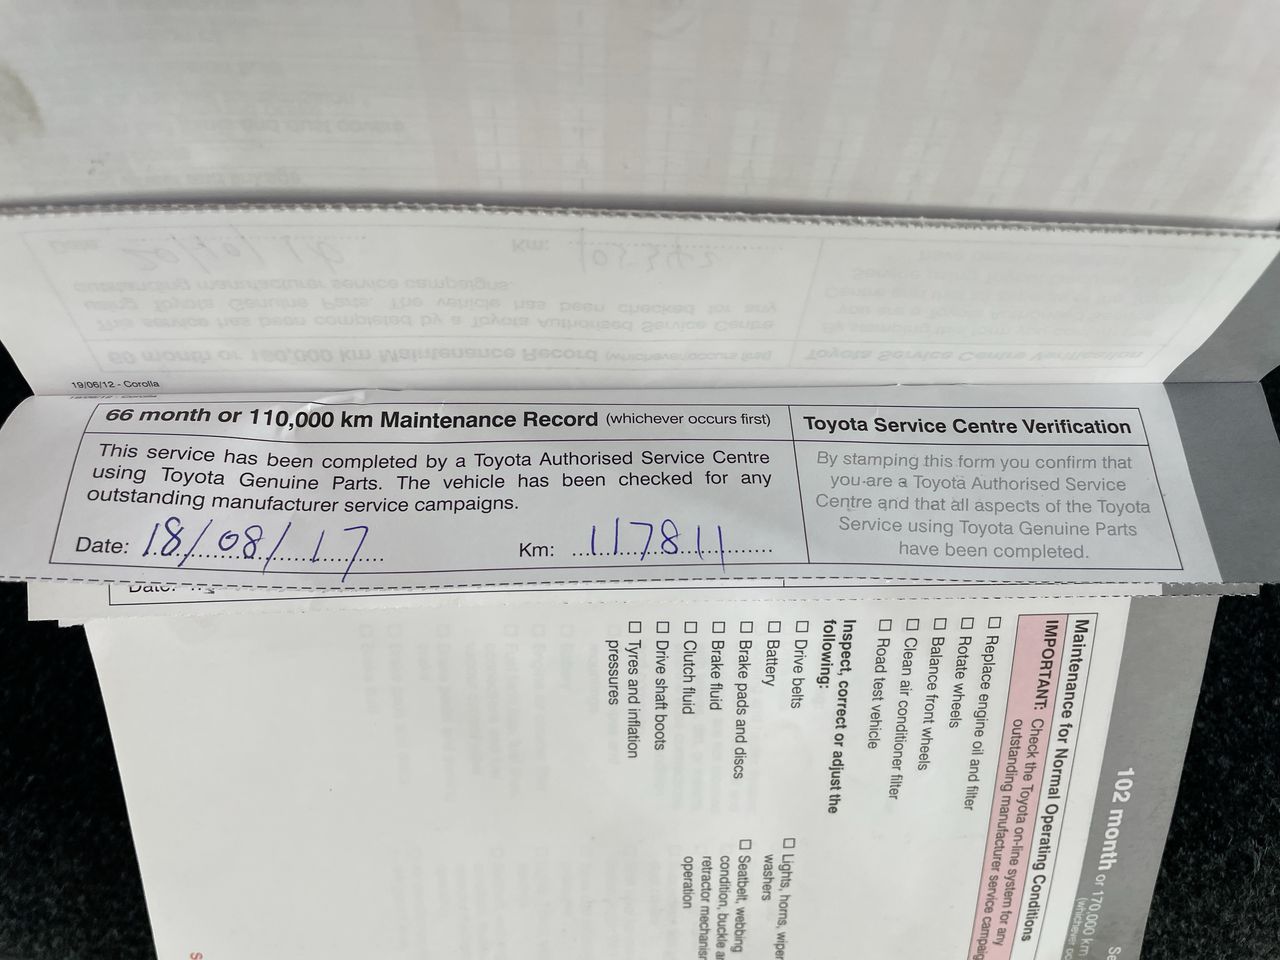 19/06/12 - Corolla
66 month or 110,000 km Maintenance Record (whichever occurs first)
This service has been completed by a Toyota Authorised Service Centre
using Toyota Genuine Parts. The vehicle has been checked for any
outstanding manufacturer service campaigns.
Date: 18/08/17
Km: 117811
Toyota Service Centre Verification
By stamping this form you confirm that
you are a Toyota Authorised Service
Centre and that all aspects of the Toyota
Service using Toyota Genuine Parts
have been completed.
Date:
102 month or 170,000 km
(whichever
Maintenance for Normal Operating Conditions
IMPORTANT: Check the Toyota on-line system for any
outstanding manufacturer service
☐ Replace engine oil and filter
☐ Rotate wheels
☐ Balance front wheels
☐ Clean air conditioner filter
☐ Road test vehicle
Inspect, correct or adjust the
following:
☐ Drive belts
☐ Battery
☐ Brake pads and discs
☐ Brake fluid
☐ Clutch fluid
☐ Drive shaft boots
☐ Tyres and inflation
pressures
☐ Lights, horns,
washers
☐ Seatbelt, webbing
condition, buckle
retractor
operation